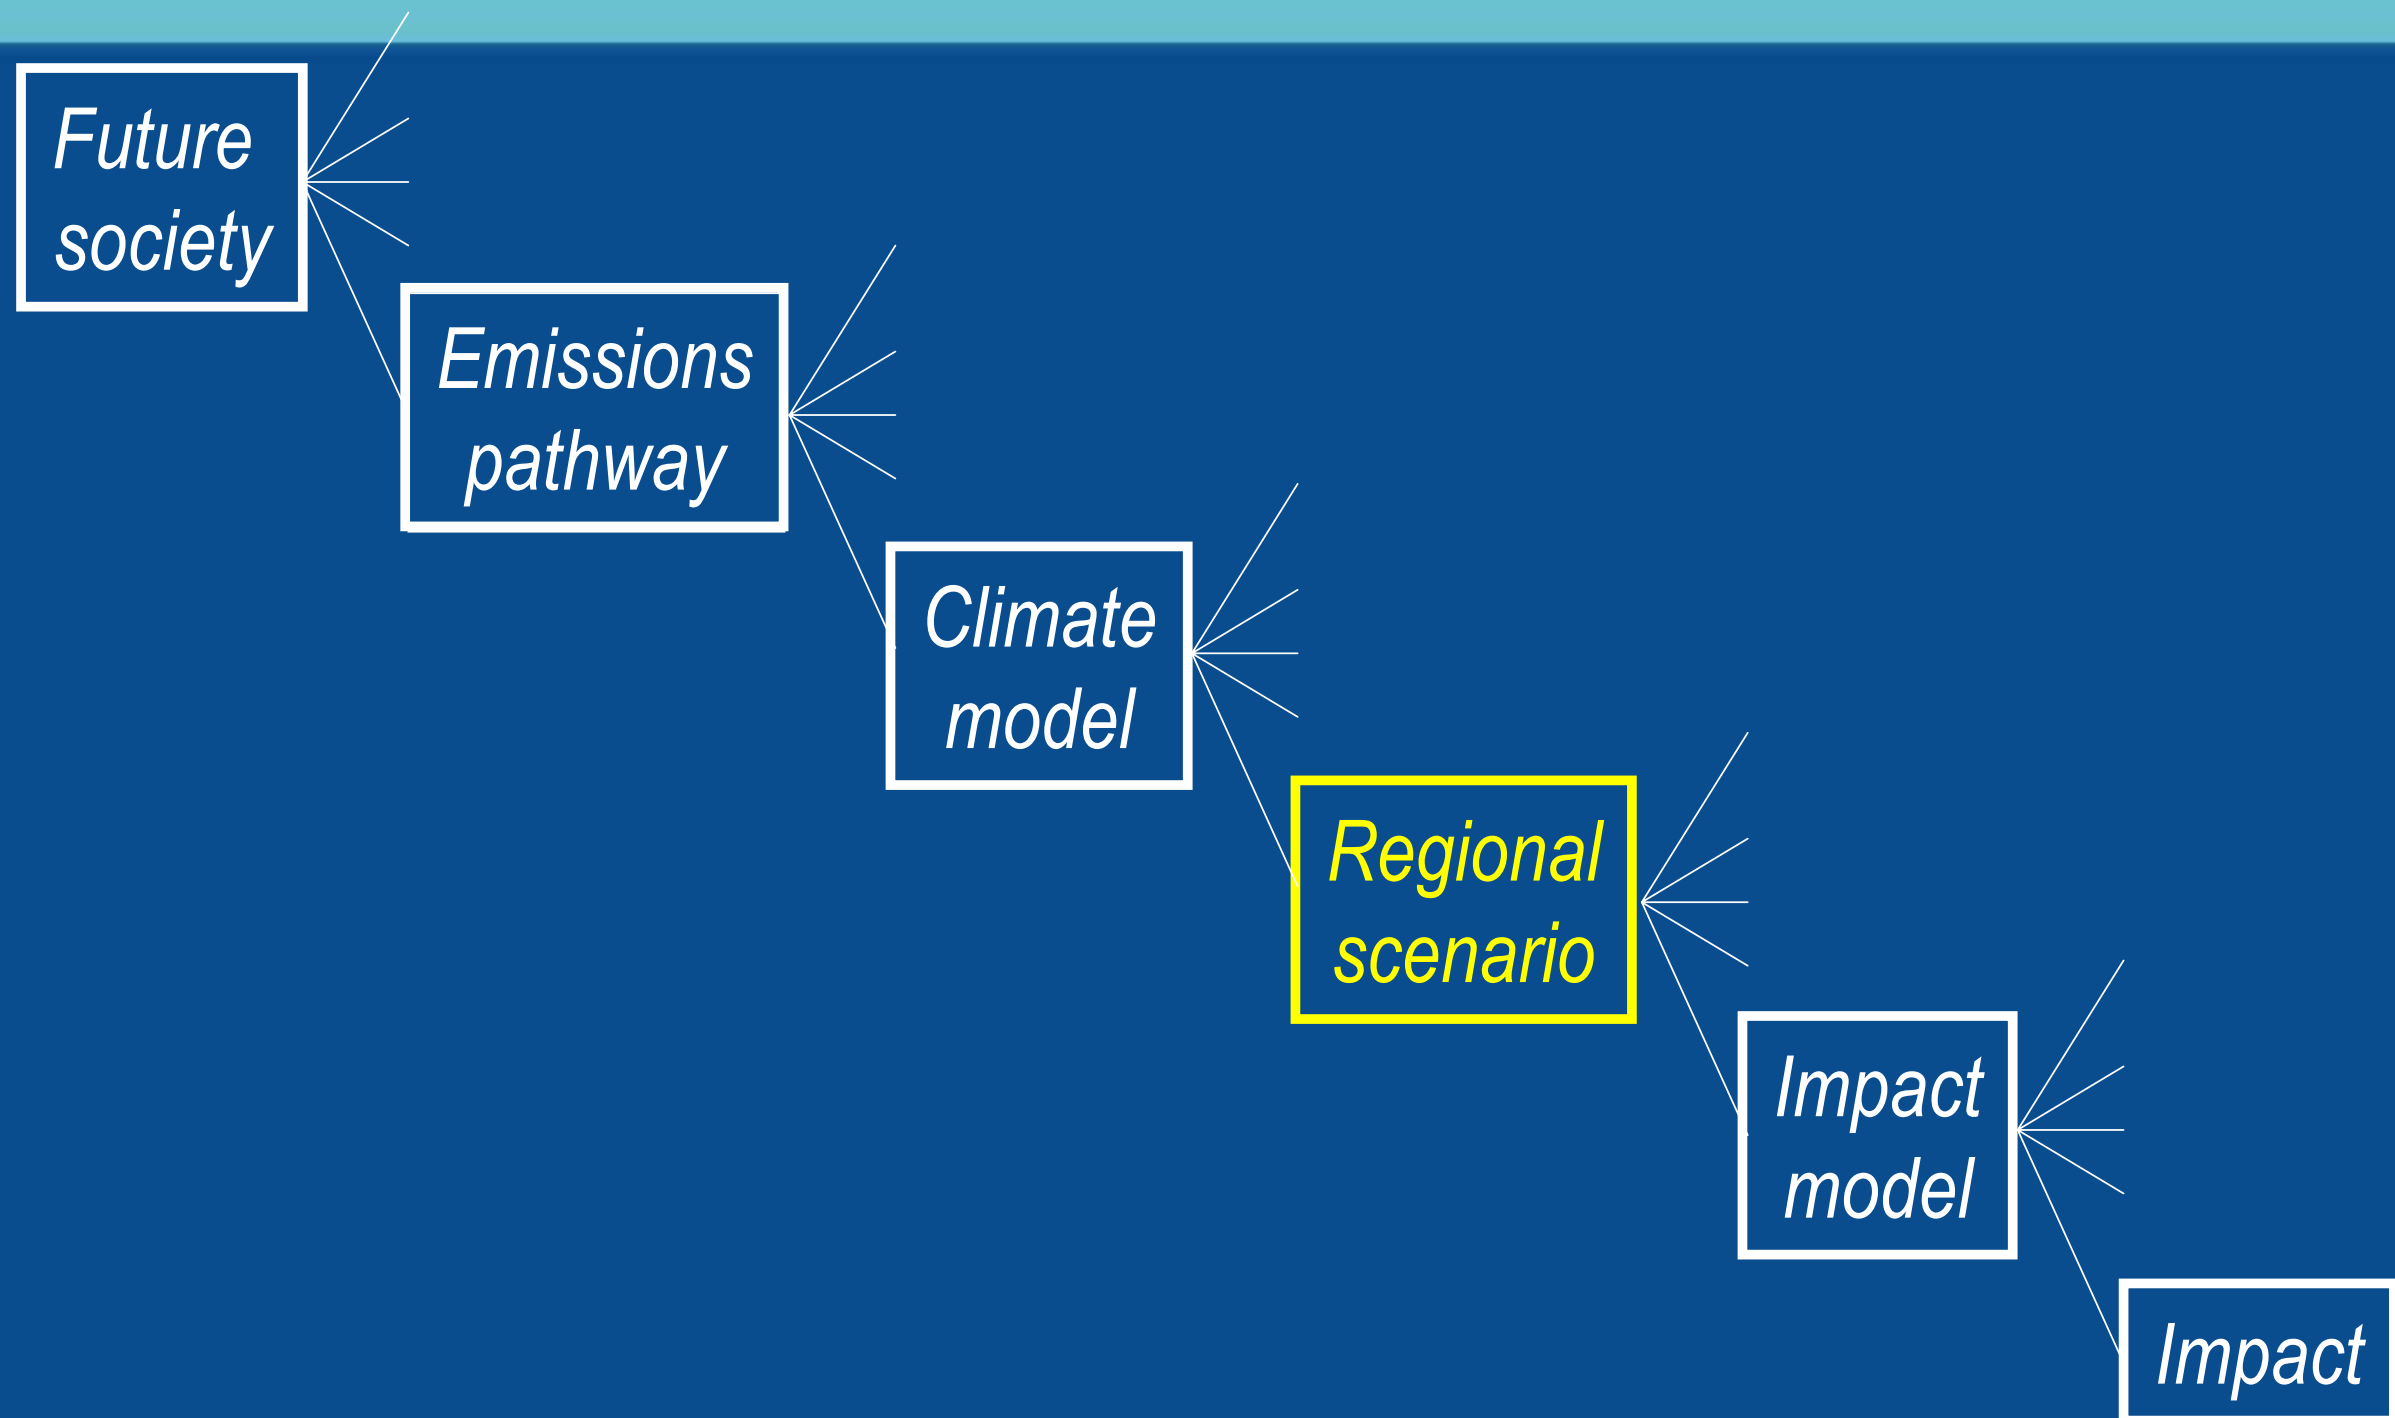 Future
society
Emissions
pathway
Climate
model
Regional
scenario
Impact
model
Impact